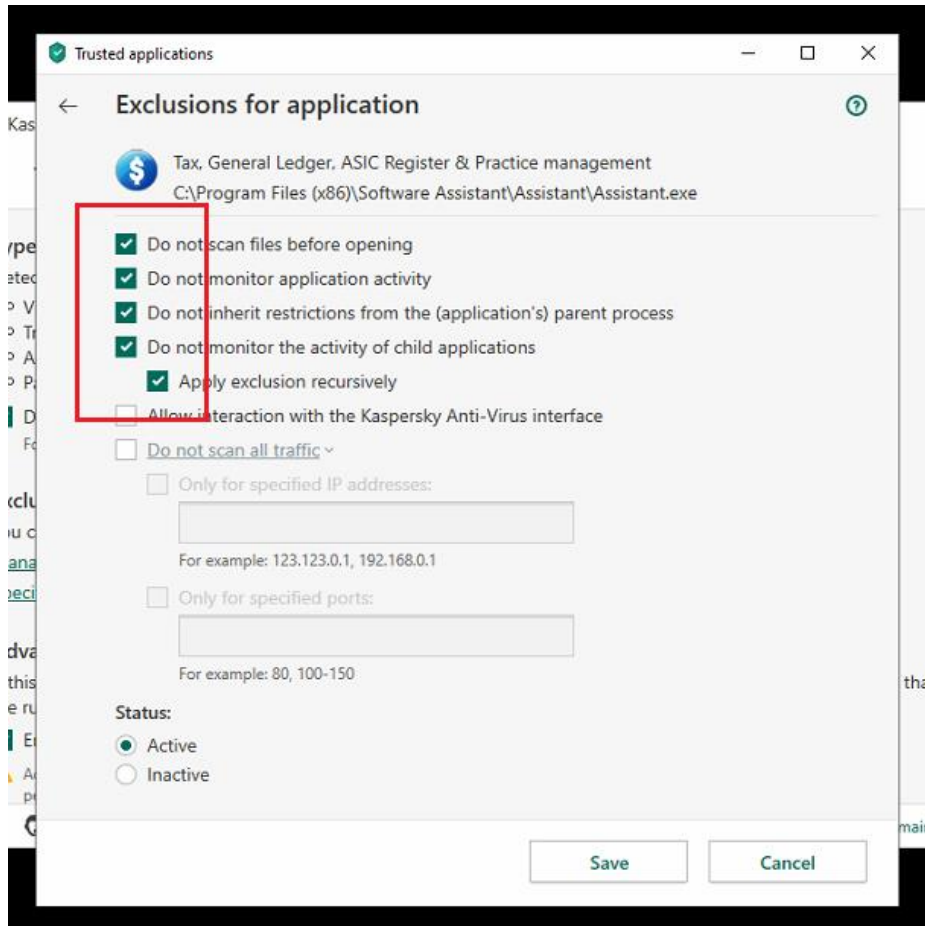 Trusted applications
Exclusions for application
Kas
Tax, General Ledger, ASIC Register & Practice management
C:\Program Files (x86)\Software Assistant\Assistant\Assistant.exe
Do not scan files before opening
Do not monitor application activity
Do not inherit restrictions from the (application's) parent process
Do not monitor the activity of child applications
Apply exclusion recursively
Allow interaction with the Kaspersky Anti-Virus interface
Do not scan all traffic
Only for specified IP addresses:
For example: 123.123.0.1, 192.168.0.1
Only for specified ports:
For example: 80, 100-150
this
Status:
Active
Inactive
Save
Cancel